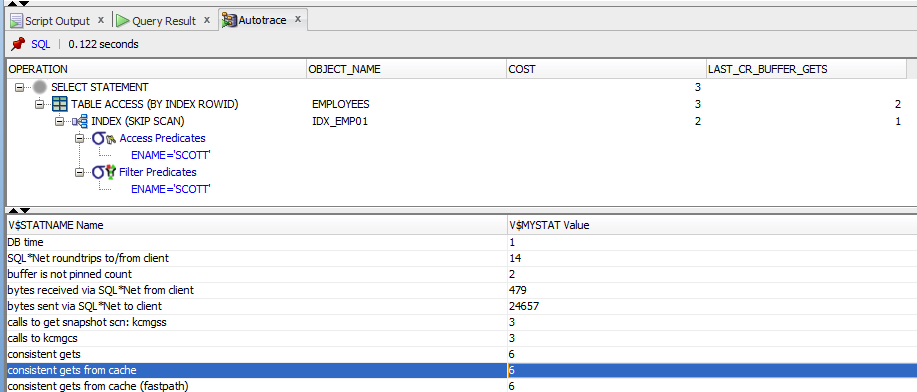 Script Output x Query Result x Autotrace x
SQL | 0.122 seconds
OPERATION OBJECT_NAME COST LAST_CR_BUFFER_GETS
SELECT STATEMENT 3
TABLE ACCESS (BY INDEX ROWID) EMPLOYEES 3 2
INDEX (SKIP SCAN) IDX_EMP01 2 1
Access Predicates
ENAME='SCOTT'
Filter Predicates
ENAME='SCOTT'
V$STATNAME Name V$MYSTAT Value
DB time 1
SQL*Net roundtrips to/from client 14
buffer is not pinned count 2
bytes received via SQL*Net from client 479
bytes sent via SQL*Net to client 24657
calls to get snapshot scn: kcmgss 3
calls to kcmgcs 3
consistent gets 6
consistent gets from cache 6
consistent gets from cache (fastpath) 6